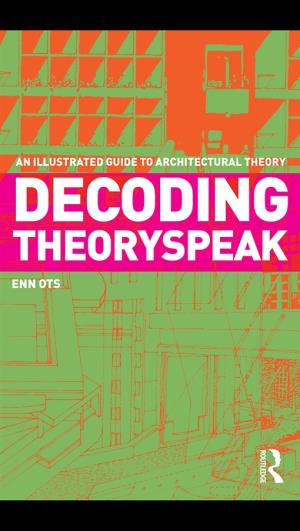 AN ILLUSTRATED GUIDE TO ARCHITECTURAL THEORY
DECODING
THEORYSPEAK
ENN OTS
R
ROUTLEDGE